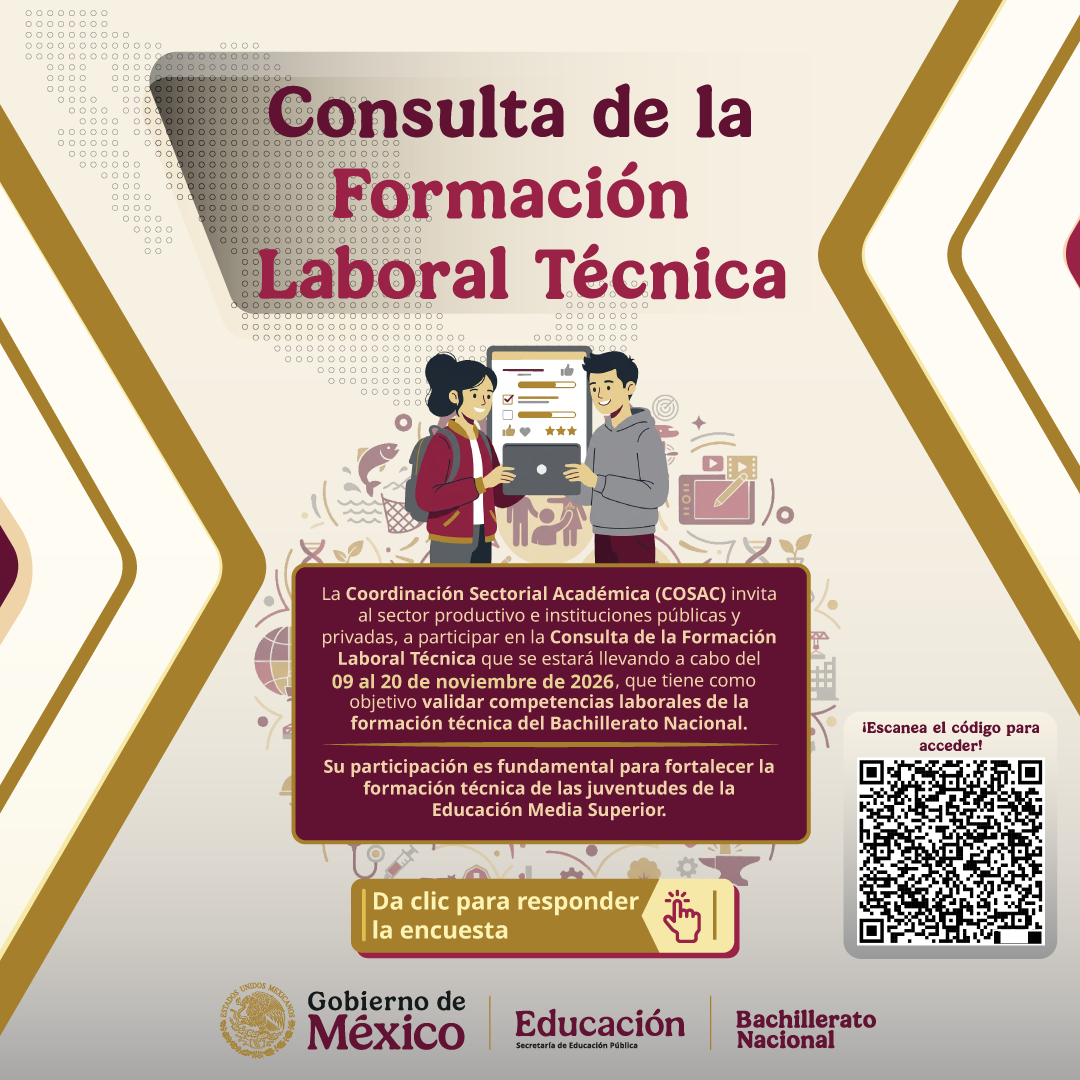 Consulta de la
Formación
Laboral Técnica
La Coordinación Sectorial Académica (COSAC) invita
al sector productivo e instituciones públicas y
privadas, a participar en la Consulta de la Formación
Laboral Técnica que se estará llevando a cabo del
09 al 20 de noviembre de 2026, que tiene como
objetivo validar competencias laborales de la
formación técnica del Bachillerato Nacional.
Su participación es fundamental para fortalecer la
formación técnica de las juventudes de la
Educación Media Superior.
¡Escanea el código para
acceder!
Da clic para responder
la encuesta
ESTADOS UNIDOS MEXICANOS
Gobierno de
México
Educación
Secretaría de Educación Pública
Bachillerato
Nacional